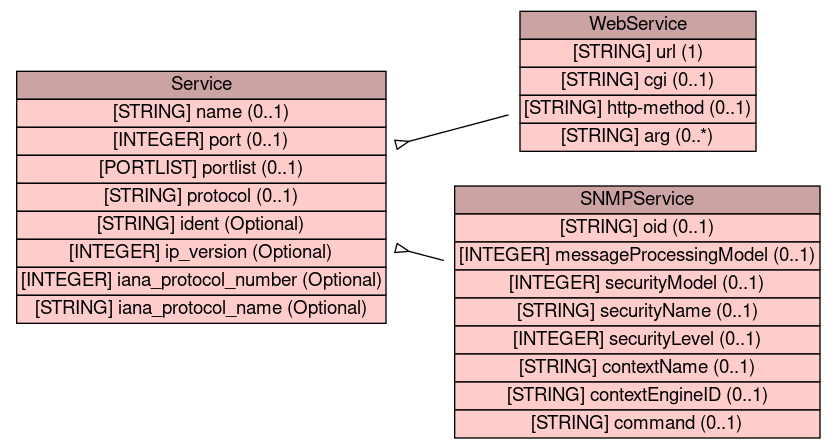 Service
[STRING] name (0..1)
[INTEGER] port (0..1)
[PORTLIST] portlist (0..1)
[STRING] protocol (0..1)
[STRING] ident (Optional)
[INTEGER] ip_version (Optional)
[INTEGER] iana_protocol_number (Optional)
[STRING] iana_protocol_name (Optional)
WebService
[STRING] url (1)
[STRING] cgi (0..1)
[STRING] http-method (0..1)
[STRING] arg (0..*)
SNMPService
[STRING] oid (0..1)
[INTEGER] messageProcessingModel (0..1)
[INTEGER] securityModel (0..1)
[STRING] securityName (0..1)
[INTEGER] securityLevel (0..1)
[STRING] contextName (0..1)
[STRING] contextEngineID (0..1)
[STRING] command (0..1)